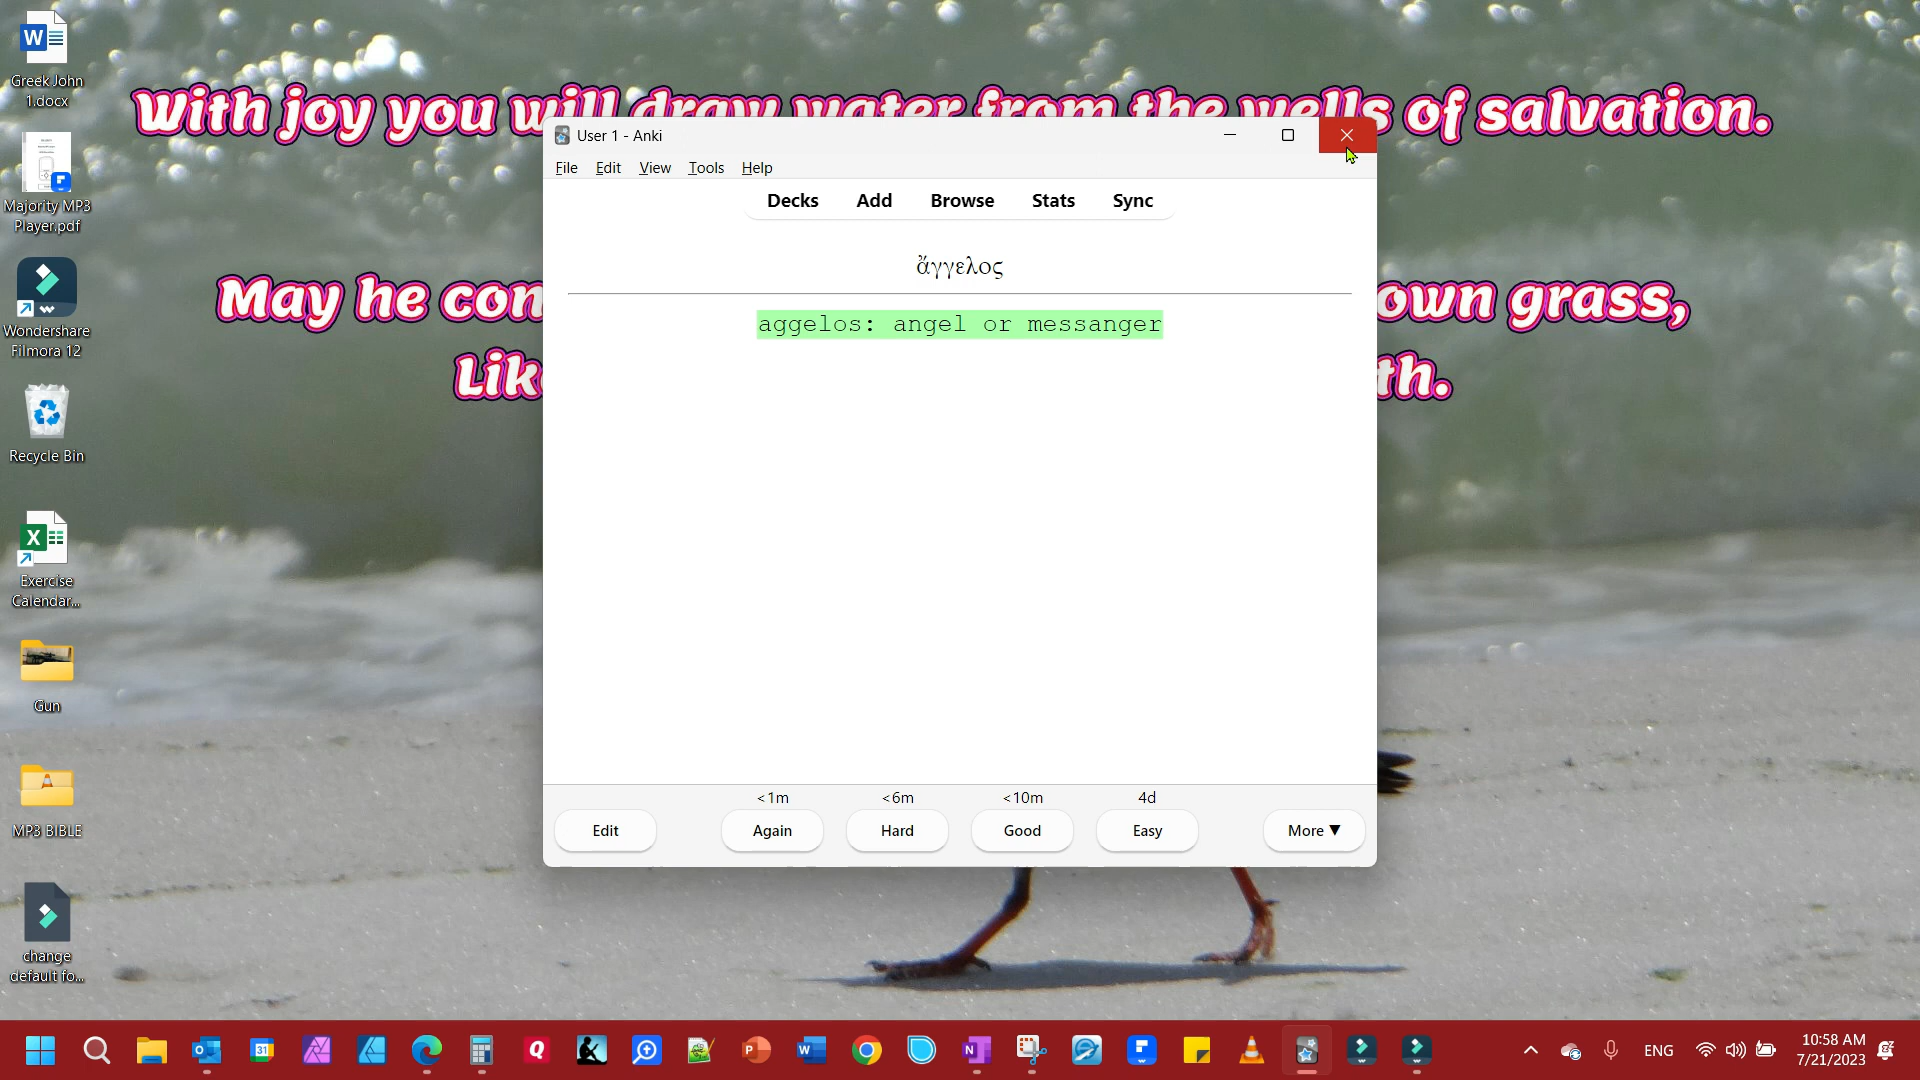 Greek John
1.docx
Majority MP3
Player.pdf
Wondershare
Filmora 12
Recycle Bin
Exercise
Calendar...
Gun
MP3 BIBLE
change
default fo...
With joy you will draw water from the wells of salvation.
May he con
own grass,
Lik
th.
User 1 - Anki
File Edit View Tools Help
Decks Add Browse Stats Sync
ἄγγελος
aggelos: angel or messanger
<1m <6m <10m 4d
Edit Again Hard Good Easy More ▼
ENG
10:58 AM
7/21/2023